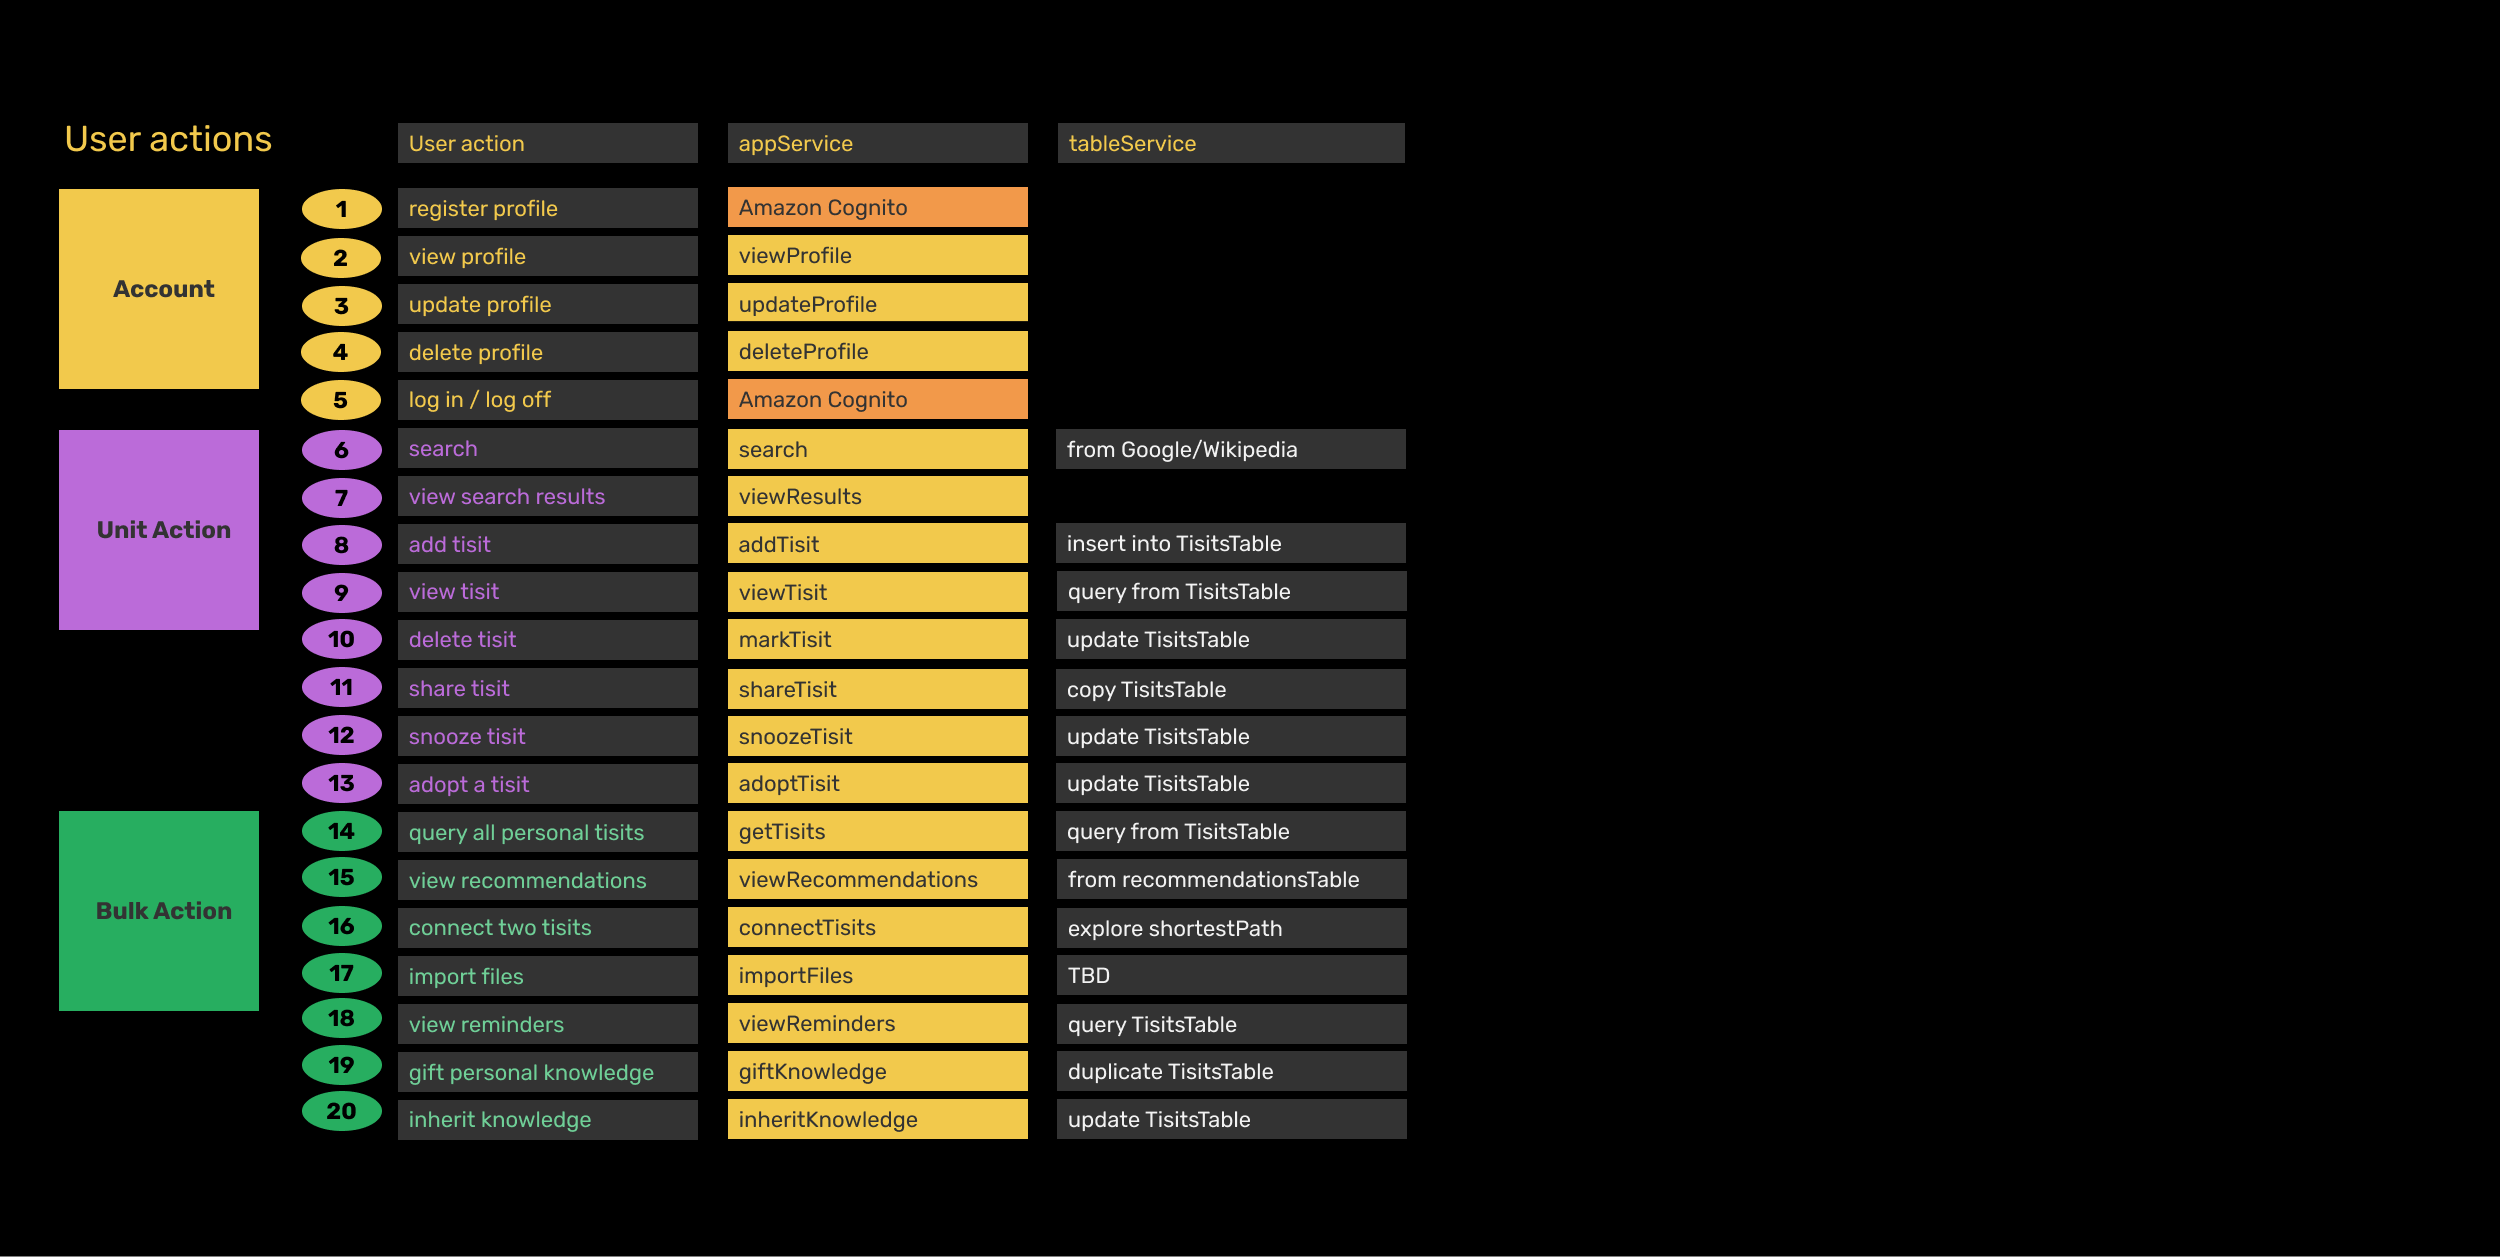 User actions
User action
appService
tableService
Account
1
register profile
Amazon Cognito
2
view profile
viewProfile
3
update profile
updateProfile
4
delete profile
deleteProfile
5
log in / log off
Amazon Cognito
Unit Action
6
search
search
from Google/Wikipedia
7
view search results
viewResults
8
add tisit
addTisit
insert into TisitsTable
9
view tisit
viewTisit
query from TisitsTable
10
delete tisit
markTisit
update TisitsTable
11
share tisit
shareTisit
copy TisitsTable
12
snooze tisit
snoozeTisit
update TisitsTable
13
adopt a tisit
adoptTisit
update TisitsTable
Bulk Action
14
query all personal tisits
getTisits
query from TisitsTable
15
view recommendations
viewRecommendations
from recommendationsTable
16
connect two tisits
connectTisits
explore shortestPath
17
import files
importFiles
TBD
18
view reminders
viewReminders
query TisitsTable
19
gift personal knowledge
giftKnowledge
duplicate TisitsTable
20
inherit knowledge
inheritKnowledge
update TisitsTable